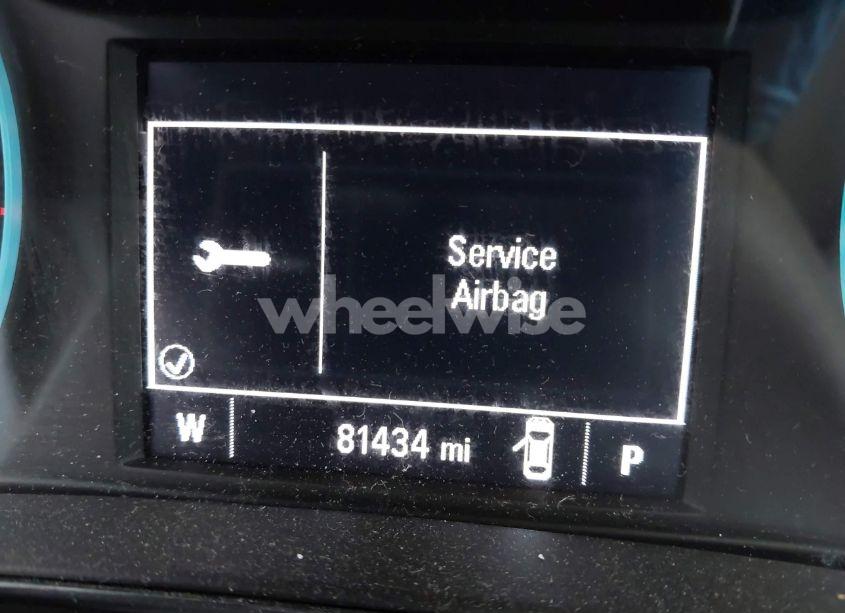 Service
Airbag
wheelwise
W 81434 mi P